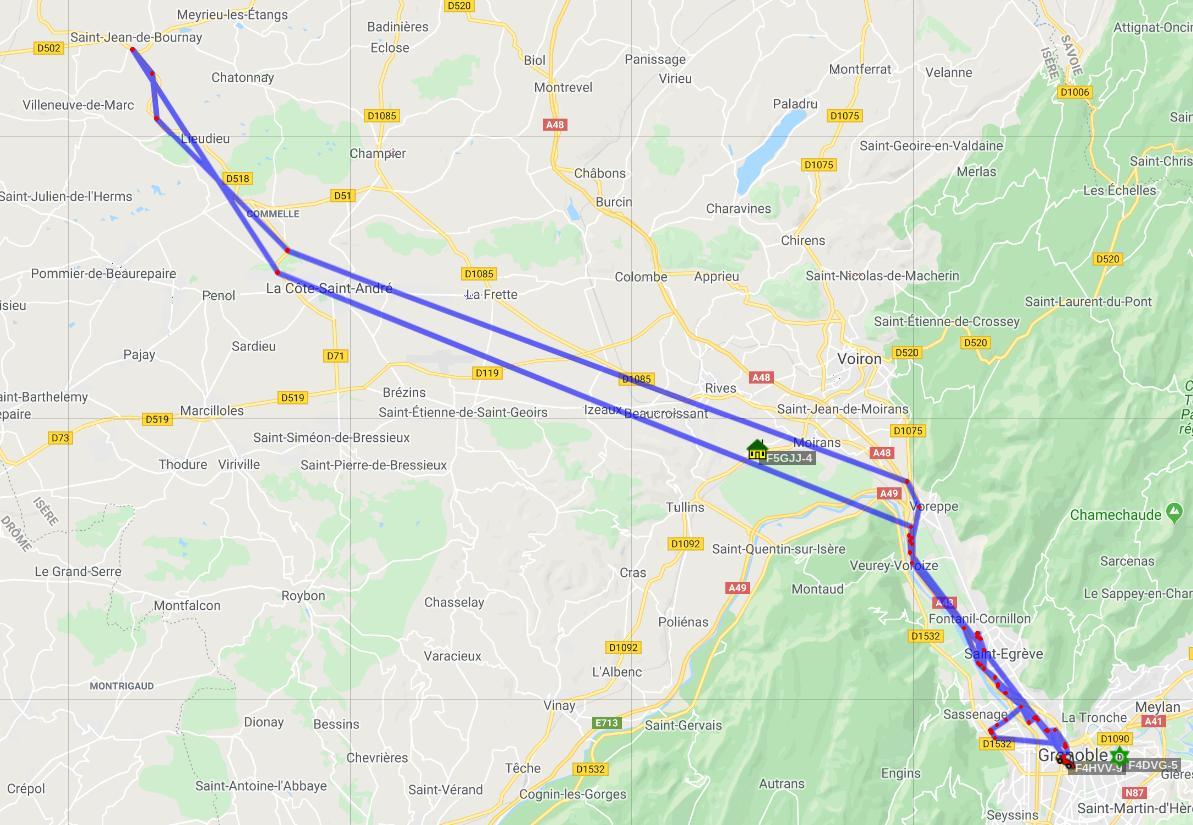 D520
Meyrieu-les-Étangs
Badinières
Attignat-Oncin
Saint-Jean-de-Bournay
D502
Eclose
SAVOIE
ISÈRE
Biol
Panissage
Virieu
Montferrat
Velanne
Chatonnay
Montrevel
D1006
Villeneuve-de-Marc
Paladru
D1085
A48
D1075
Lieudieu
Saint-Geoire-en-Valdaine
Champier
D1075
Saint-Chris
Merlas
D518
Châbons
Les Échelles
Saint-Julien-de-l'Herms
D51
Burcin
Charavines
COMMELLE
Chirens
D520
Pommier-de-Beaurepaire
D1085
Colombe
Apprieu
Saint-Nicolas-de-Macherin
La Côte-Saint-André
Penol
La Frette
Saint-Laurent-du-Pont
Saint-Étienne-de-Crossey
D520
Sardieu
Pajay
D71
Voiron
D520
D119
D1085
Rives
A48
Brézins
D519
Marcilloles
Saint-Étienne-de-Saint-Geoirs
Izeaux
Beaucroissant
Saint-Jean-de-Moirans
D519
D73
D1075
Saint-Siméon-de-Bressieux
Moirans
A48
F5GJJ-4
Thodure
Viriville
Saint-Pierre-de-Bressieux
A49
ISÈRE
DRÔME
Tullins
Voreppe
Chamechaude
D1092
Saint-Quentin-sur-Isère
Veurey-Voroize
Sarcenas
Le Grand-Serre
Cras
Roybon
A49
Montaud
Montfalcon
Chasselay
Le Sappey-en-Char
Poliénas
Fontanil-Cornillon
D1532
D1092
Varacieux
Saint-Egrève
L'Albenc
MONTRIGAUD
Vinay
Meylan
Sassenage
La Tronche
Dionay
Bessins
E713
Saint-Gervais
A41
D1532
D1090
Grenoble
Chevrières
F4HVV-9
F4DVG-5
Têche
D1532
Engins
Crépol
Saint-Antoine-l'Abbaye
Saint-Vérand
Autrans
Cognin-les-Gorges
N87
Seyssins
Saint-Martin-d'Hèr